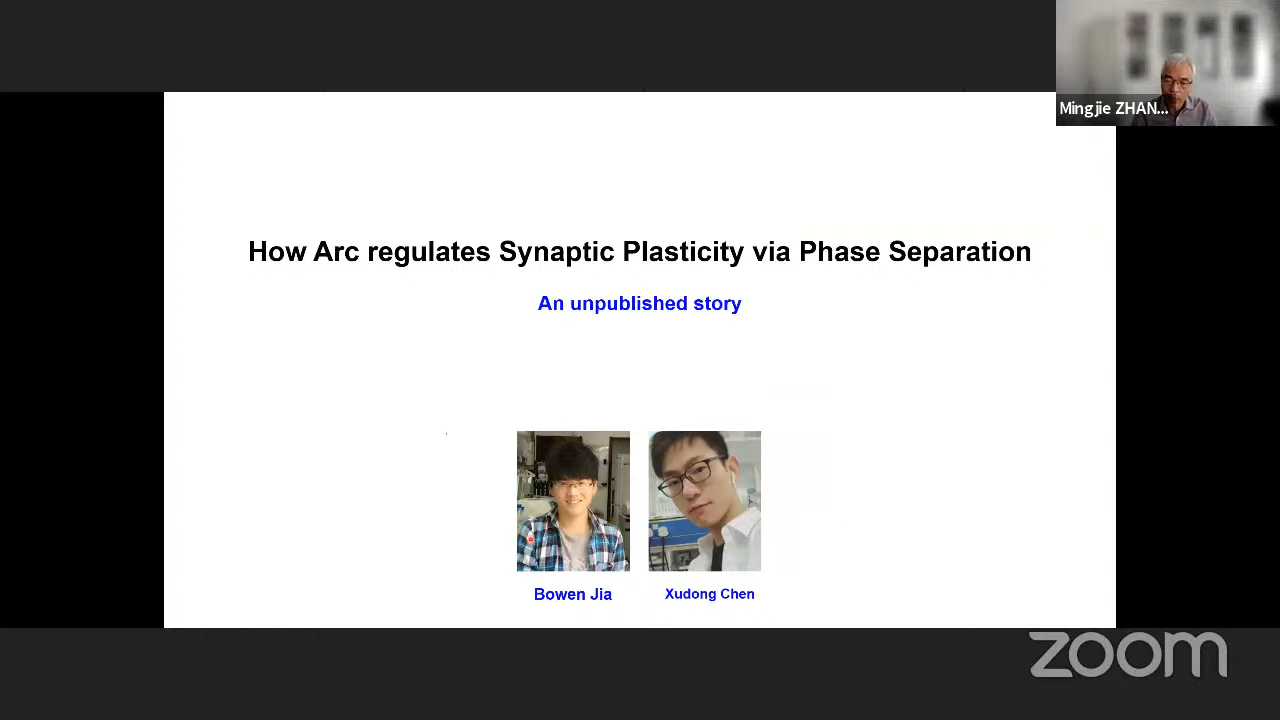 Mingjie ZHAN...
How Arc regulates Synaptic Plasticity via Phase Separation
An unpublished story
Bowen Jia
Xudong Chen
zoom